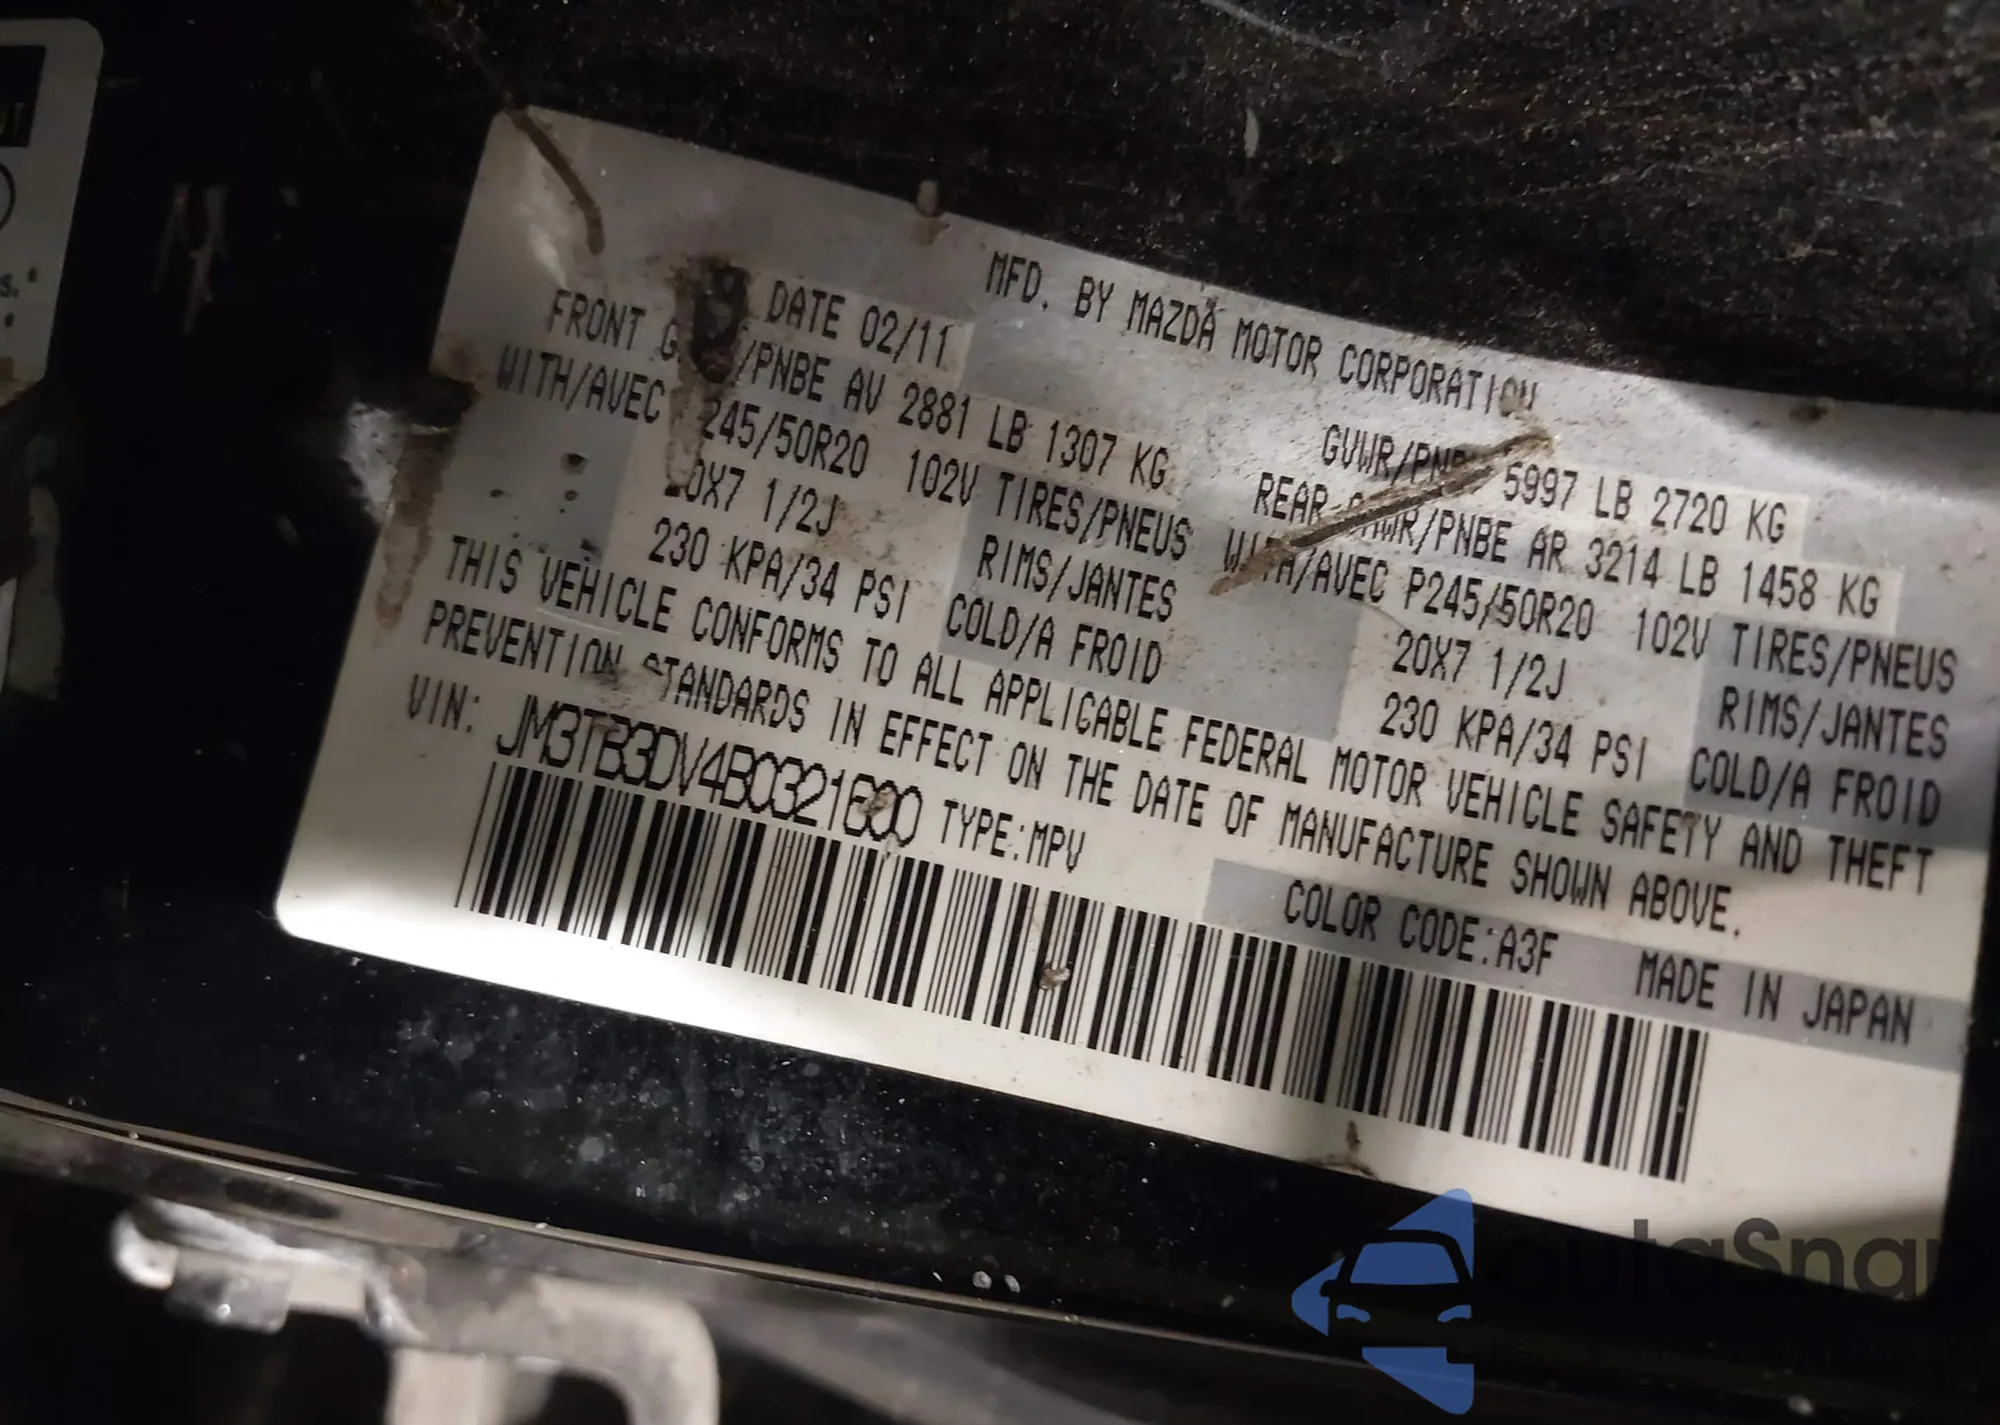 MFD. BY MAZDA MOTOR CORPORATION
DATE 02/11 GVWR/PNBV 5997 LB 2720 KG
FRONT /PNBE AV 2881 LB 1307 KG REAR GAWR/PNBE AR 3214 LB 1458 KG
WITH/AVEC 245/50R20 102V TIRES/PNEUS WITH/AVEC P245/50R20 102V TIRES/PNEUS
20X7 1/2J RIMS/JANTES 20X7 1/2J RIMS/JANTES
230 KPA/34 PSI COLD/A FROID 230 KPA/34 PSI COLD/A FROID
THIS VEHICLE CONFORMS TO ALL APPLICABLE FEDERAL MOTOR VEHICLE SAFETY AND THEFT
PREVENTION STANDARDS IN EFFECT ON THE DATE OF MANUFACTURE SHOWN ABOVE.
VIN: JM3TB3DV4B0321600 TYPE:MPV
COLOR CODE:A3F MADE IN JAPAN
autaSnap